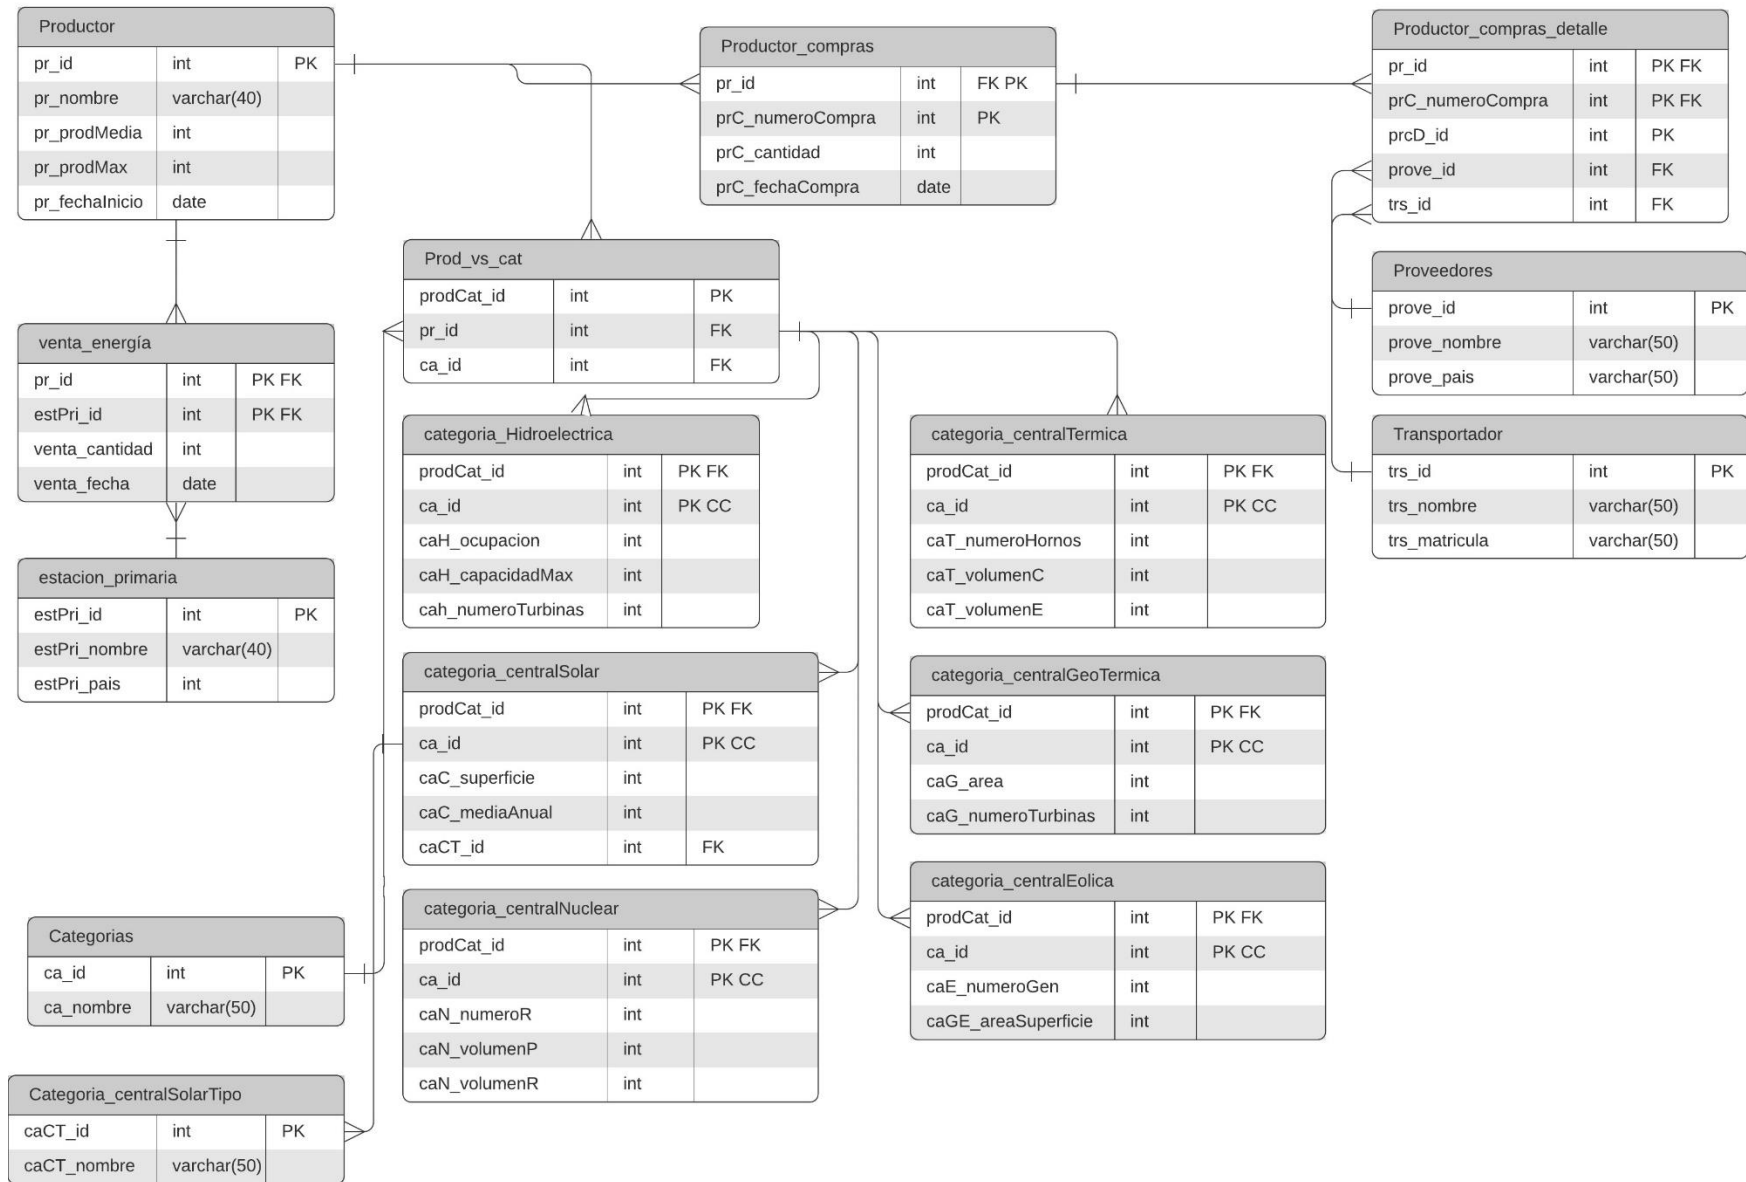 Productor
pr_id int PK
pr_nombre varchar(40)
pr_prodMedia int
pr_prodMax int
pr_fechaInicio date
Productor_compras
pr_id int FK PK
prC_numeroCompra int PK
prC_cantidad int
prC_fechaCompra date
Productor_compras_detalle
pr_id int PK FK
prC_numeroCompra int PK FK
prcD_id int PK
prove_id int FK
trs_id int FK
Prod_vs_cat
prodCat_id int PK
pr_id int FK
ca_id int FK
Proveedores
prove_id int PK
prove_nombre varchar(50)
prove_pais varchar(50)
venta_energía
pr_id int PK FK
estPri_id int PK FK
venta_cantidad int
venta_fecha date
categoria_Hidroelectrica
prodCat_id int PK FK
ca_id int PK CC
caH_ocupacion int
caH_capacidadMax int
cah_numeroTurbinas int
categoria_centralTermica
prodCat_id int PK FK
ca_id int PK CC
caT_numeroHornos int
caT_volumenC int
caT_volumenE int
Transportador
trs_id int PK
trs_nombre varchar(50)
trs_matricula varchar(50)
estacion_primaria
estPri_id int PK
estPri_nombre varchar(40)
estPri_pais int
categoria_centralSolar
prodCat_id int PK FK
ca_id int PK CC
caC_superficie int
caC_mediaAnual int
caCT_id int FK
categoria_centralGeoTermica
prodCat_id int PK FK
ca_id int PK CC
caG_area int
caG_numeroTurbinas int
categoria_centralNuclear
prodCat_id int PK FK
ca_id int PK CC
caN_numeroR int
caN_volumenP int
caN_volumenR int
categoria_centralEolica
prodCat_id int PK FK
ca_id int PK CC
caE_numeroGen int
caGE_areaSuperficie int
Categorias
ca_id int PK
ca_nombre varchar(50)
Categoria_centralSolarTipo
caCT_id int PK
caCT_nombre varchar(50)